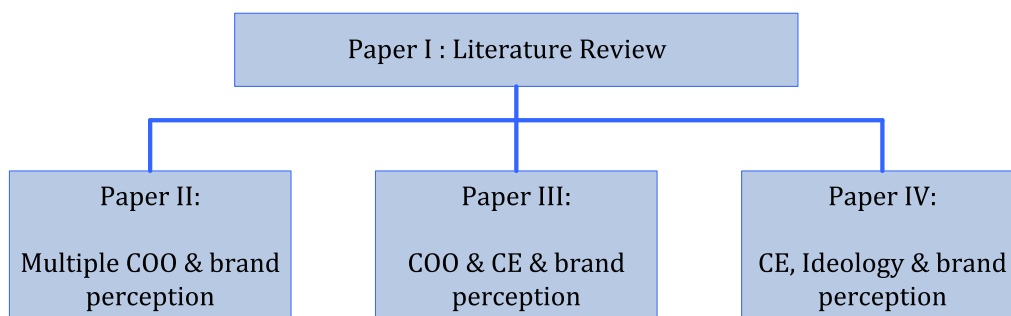 Paper I : Literature Review
Paper II:
Multiple COO & brand
perception
Paper III:
COO & CE & brand
perception
Paper IV:
CE, Ideology & brand
perception